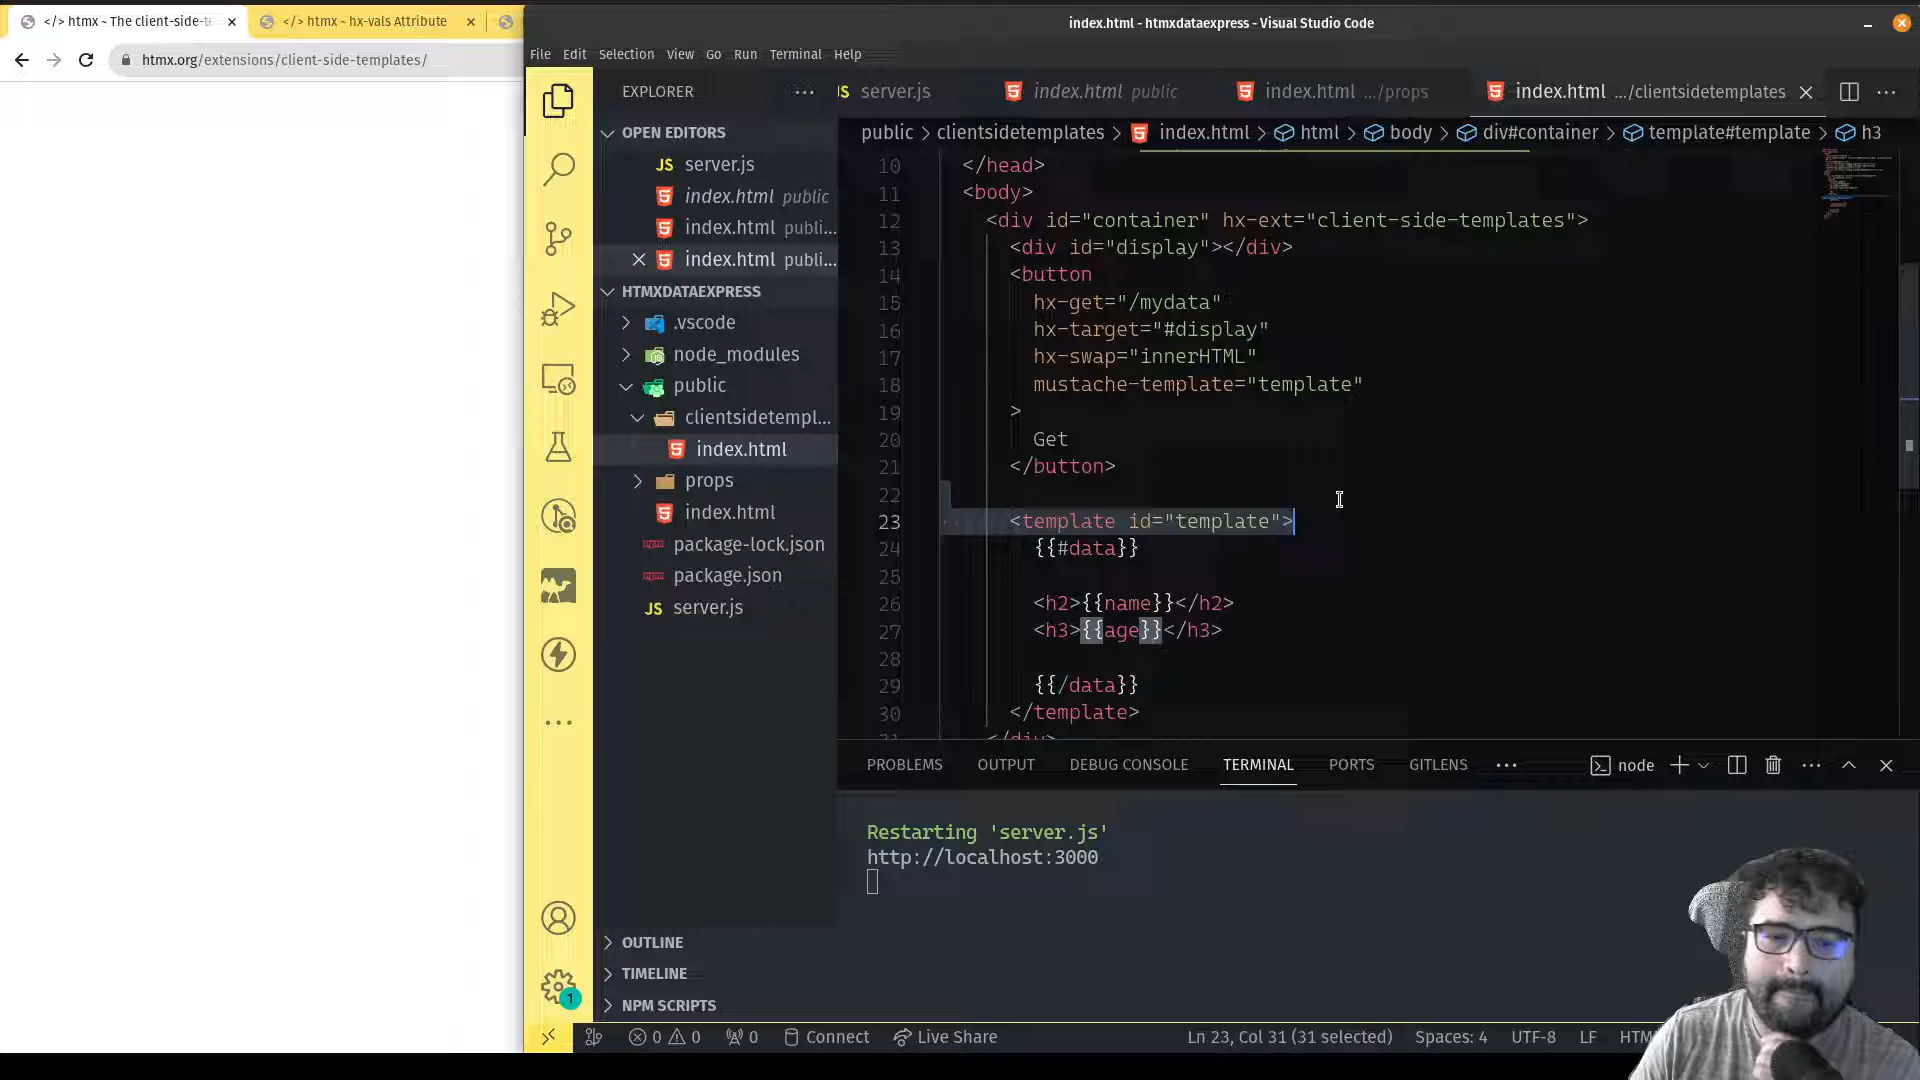 </> htmx ~ The client-side-te
</> htmx ~ hx-vals Attribute
index.html - htmxdataexpress - Visual Studio Code
htmx.org/extensions/client-side-templates/
File Edit Selection View Go Run Terminal Help
EXPLORER
JS server.js
index.html public
index.html .../props
index.html .../clientsidetemplates
public > clientsidetemplates > index.html > html > body > div#container > template#template > h3
OPEN EDITORS
JS server.js
index.html public
index.html publi...
index.html publi...
HTMXDATAEXPRESS
.vscode
node_modules
public
clientsidetempl...
index.html
props
index.html
package-lock.json
package.json
JS server.js
OUTLINE
TIMELINE
NPM SCRIPTS
10 </head>
11 <body>
12 <div id="container" hx-ext="client-side-templates">
13 <div id="display"></div>
14 <button
15 hx-get="/mydata"
16 hx-target="#display"
17 hx-swap="innerHTML"
18 mustache-template="template"
19 >
20 Get
21 </button>
22
23 <template id="template">
24 {{#data}}
25
26 <h2>{{name}}</h2>
27 <h3>{{age}}</h3>
28
29 {{/data}}
30 </template>
31 </div>
PROBLEMS OUTPUT DEBUG CONSOLE TERMINAL PORTS GITLENS
node
Restarting 'server.js'
http://localhost:3000
1
0 0 0 Connect Live Share
Ln 23, Col 31 (31 selected) Spaces: 4 UTF-8 LF